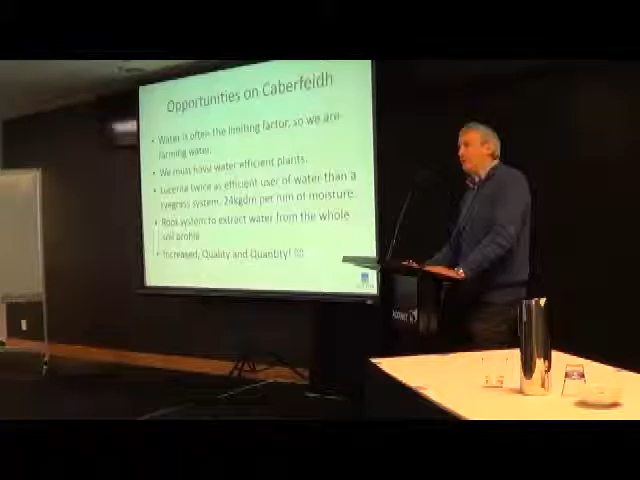 Opportunities on Caberfeidh
• Water is often the limiting factor, so we are
farming water.
• We must have water efficient plants.
• Lucerne twice as efficient user of water than a
ryegrass system, 24kgdm per mm of moisture.
• Root system to extract water from the whole
soil profile
• Increased, Quality and Quantity!